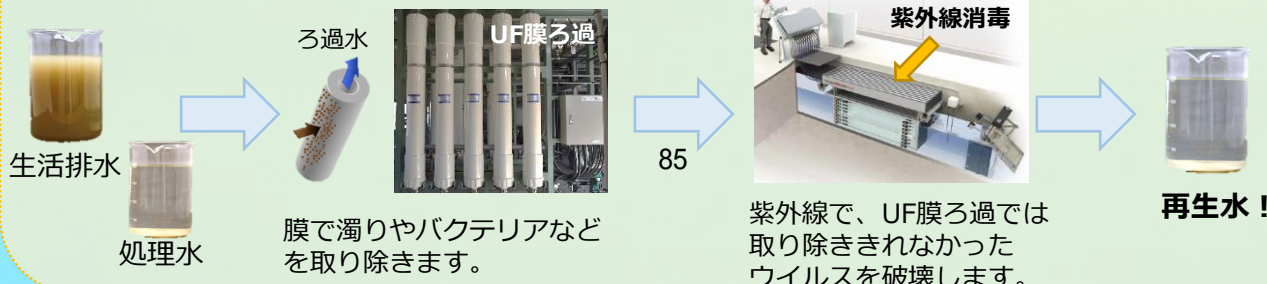 生活排水
処理水
ろ過水
UF膜ろ過
膜で濁りやバクテリアなど
を取り除きます。
85
紫外線消毒
紫外線で、UF膜ろ過では
取り除ききれなかった
ウイルスを破壊します。
再生水！